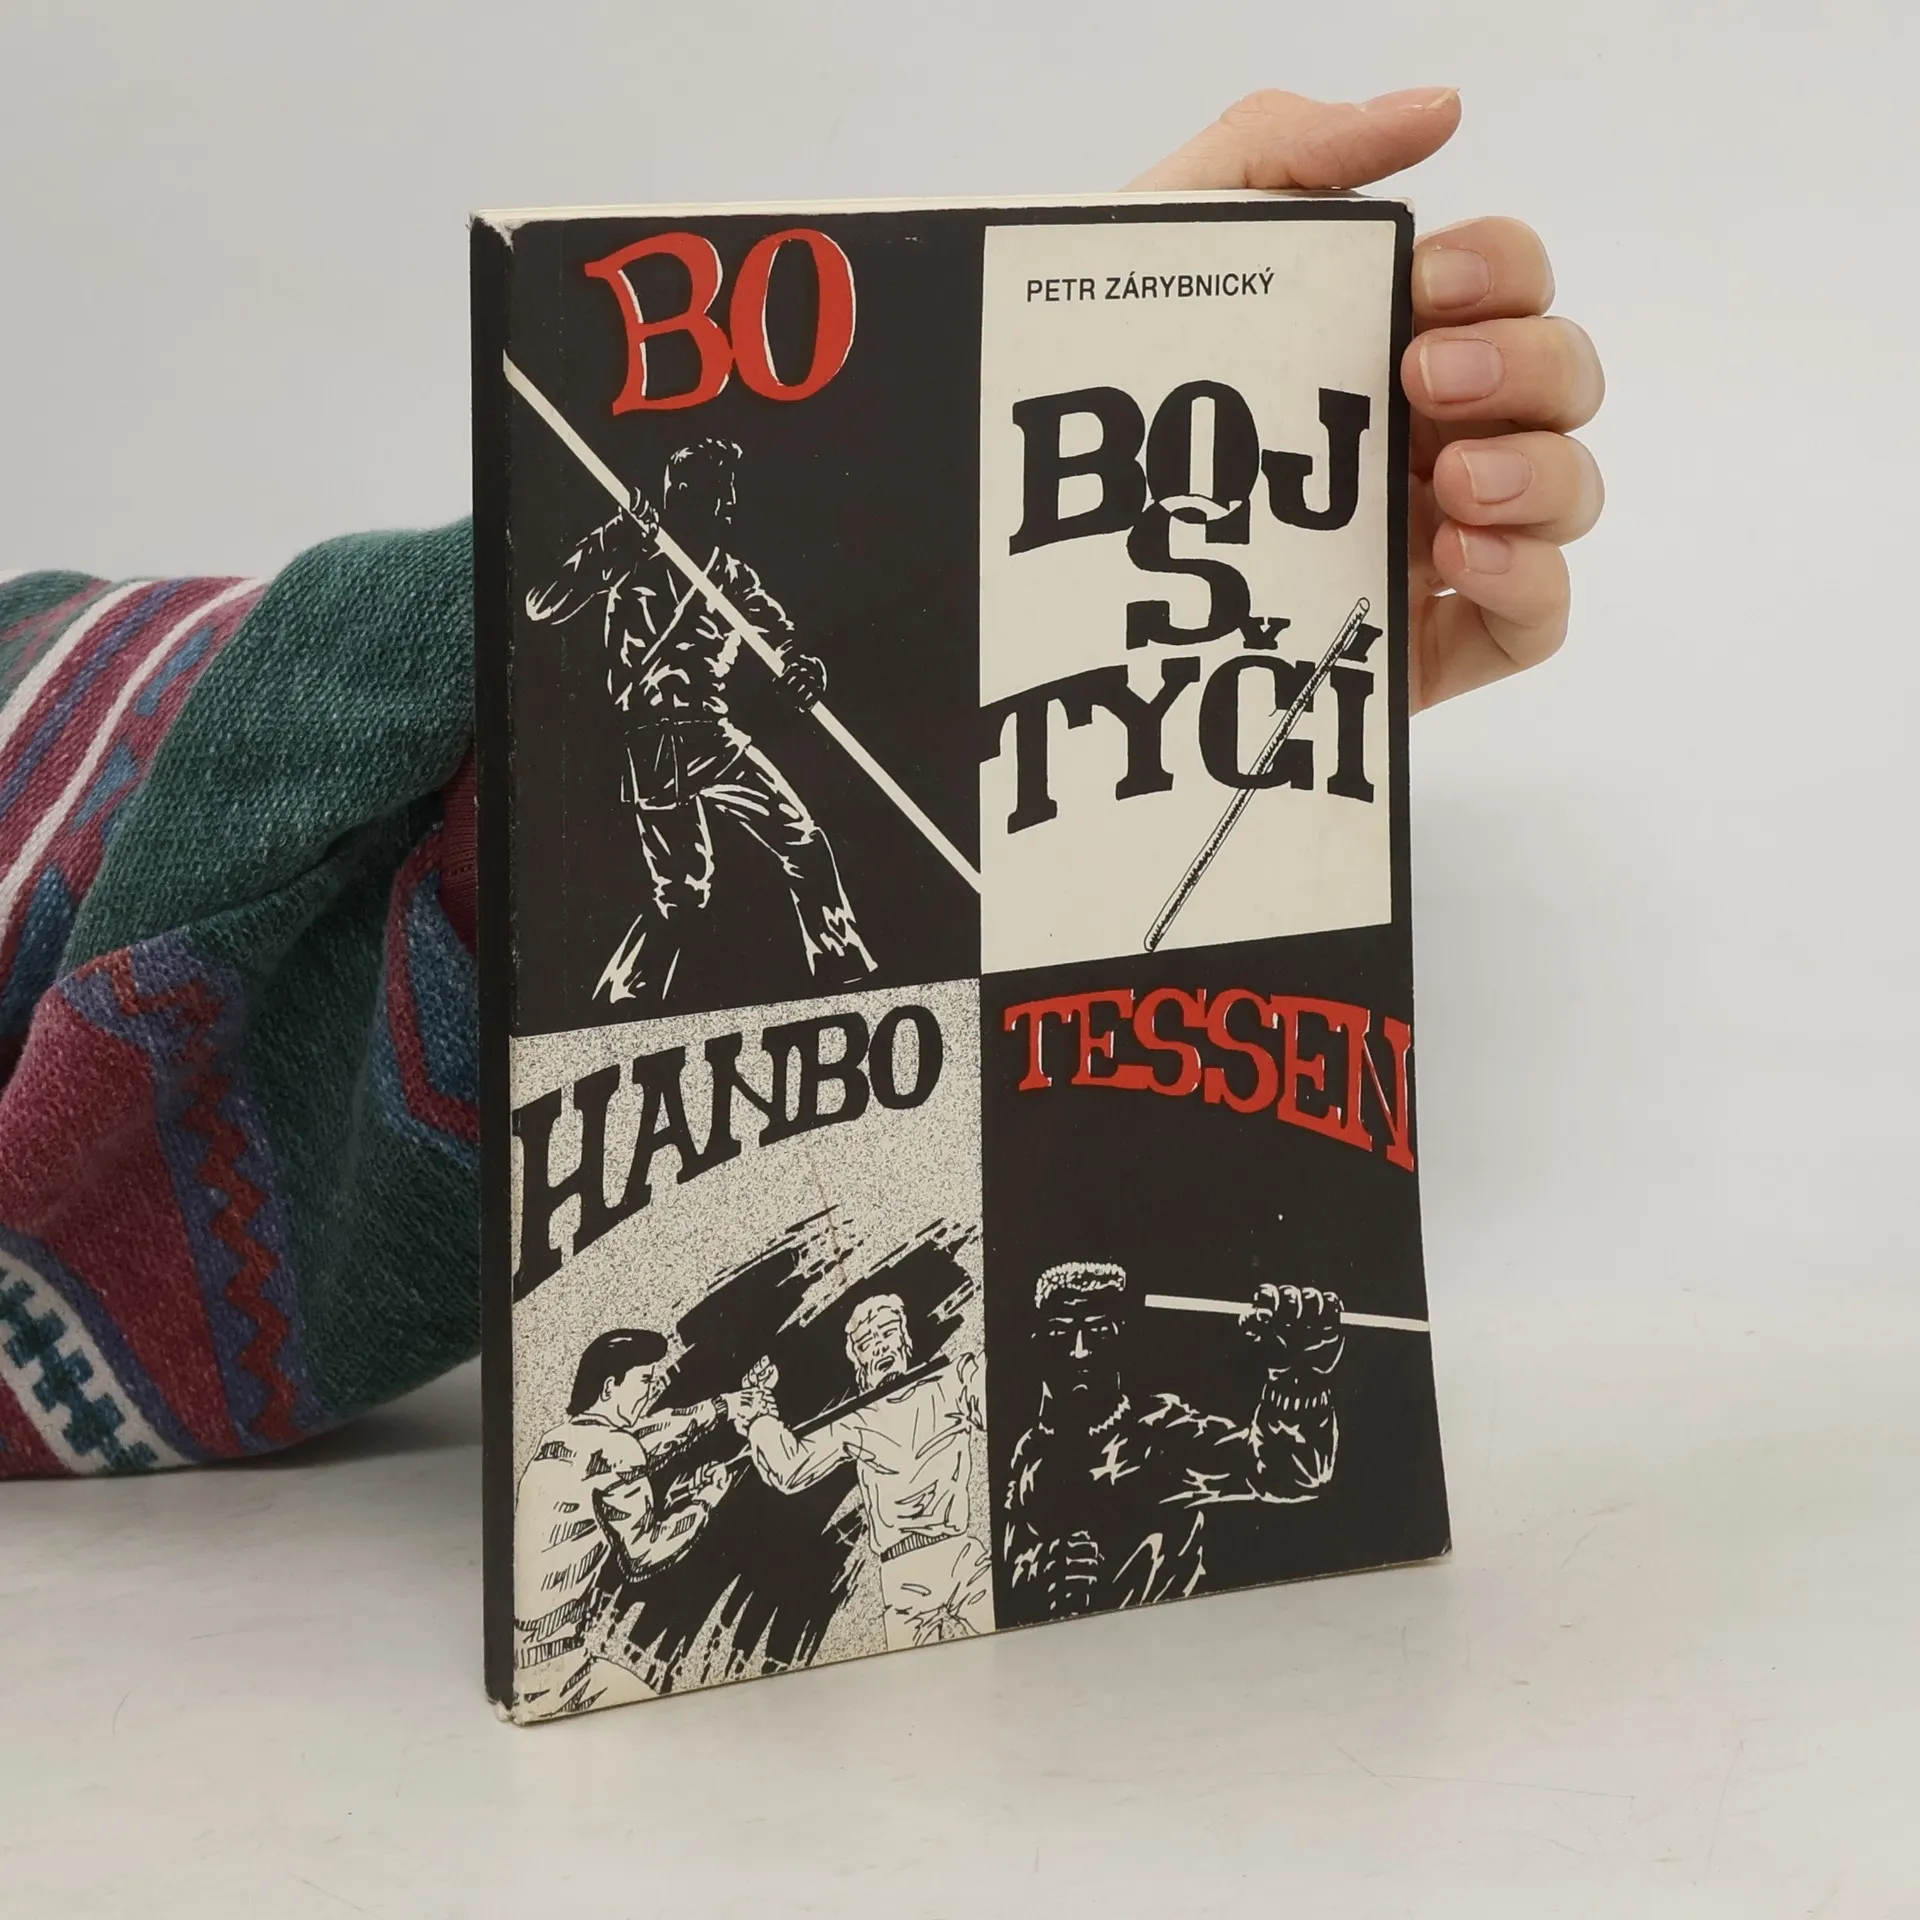 BO
PETR ZÁRYBNICKÝ
BOJ
S
TYČÍ
HANBO
TESSEN